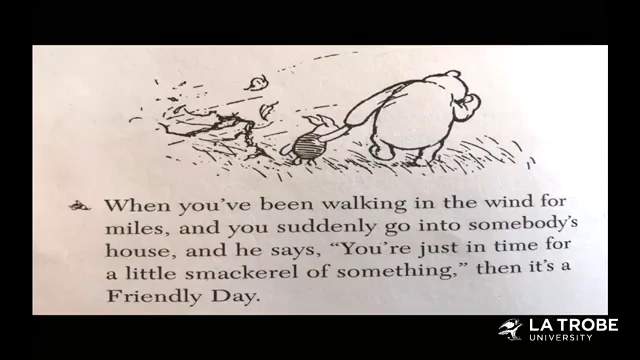 When you've been walking in the wind for
miles, and you suddenly go into somebody's
house, and he says, “You're just in time for
a little smackerel of something,” then it's a
Friendly Day.
LA TROBE
UNIVERSITY